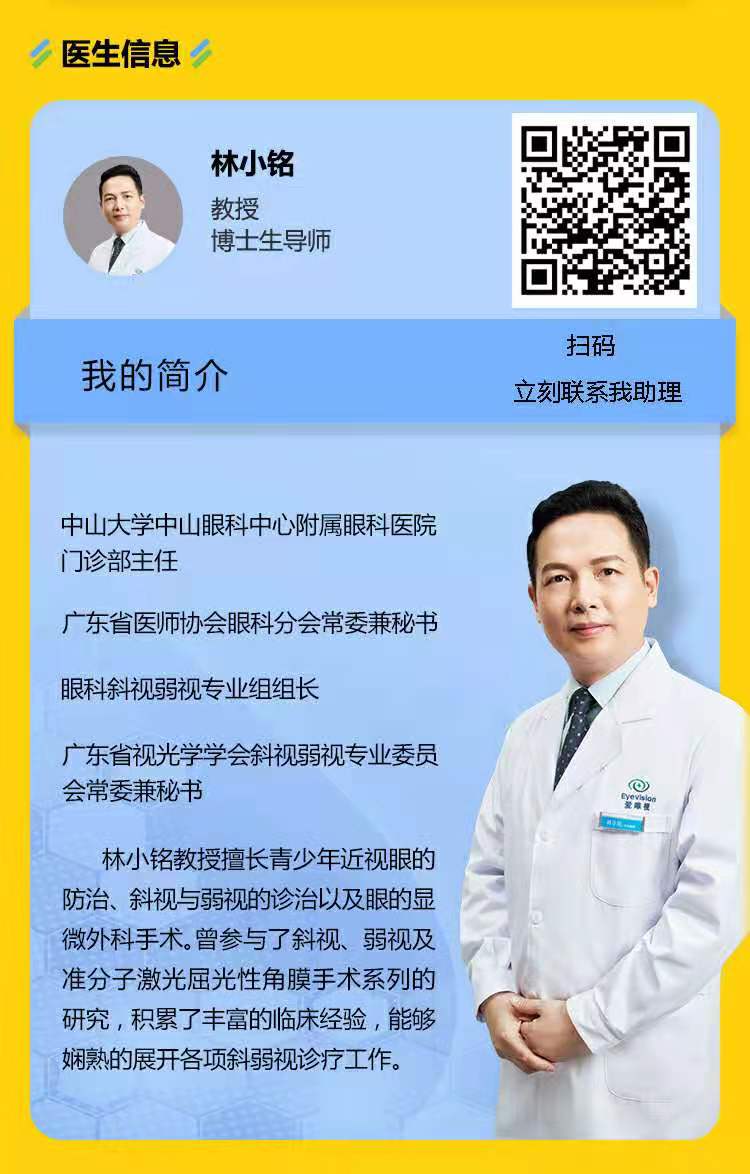 医生信息
林小铭
教授
博士生导师
扫码
我的简介
立刻联系我助理
中山大学中山眼科中心附属眼科医院
门诊部主任
广东省医师协会眼科分会常委兼秘书
眼科斜视弱视专业组组长
广东省视光学学会斜视弱视专业委员
会常委兼秘书
林小铭教授擅长青少年近视眼的
防治、斜视与弱视的诊治以及眼的显
微外科手术。曾参与了斜视、弱视及
准分子激光屈光性角膜手术系列的
研究，积累了丰富的临床经验，能够
娴熟的展开各项斜弱视诊疗工作。
Eyevision
爱唯视